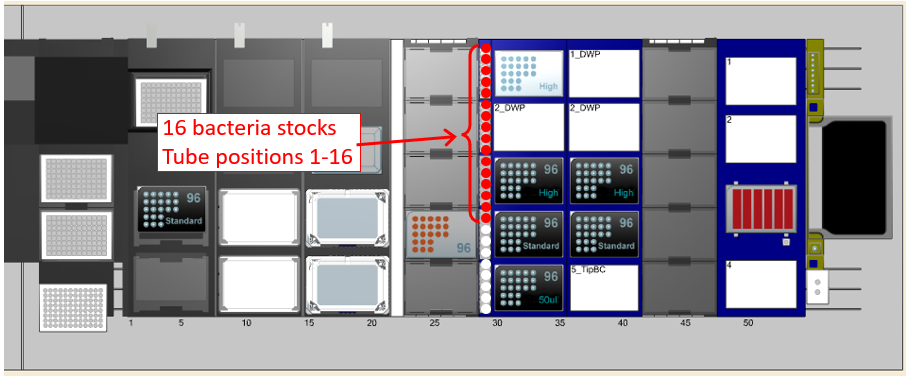 16 bacteria stocks
Tube positions 1-16
High
1_DWP
1
2_DWP
2_DWP
2
96
Standard
96
High
96
High
96
96
Standard
96
Standard
96
50ul
5_TipBC
4
1 5 10 15 20 25 30 35 40 45 50